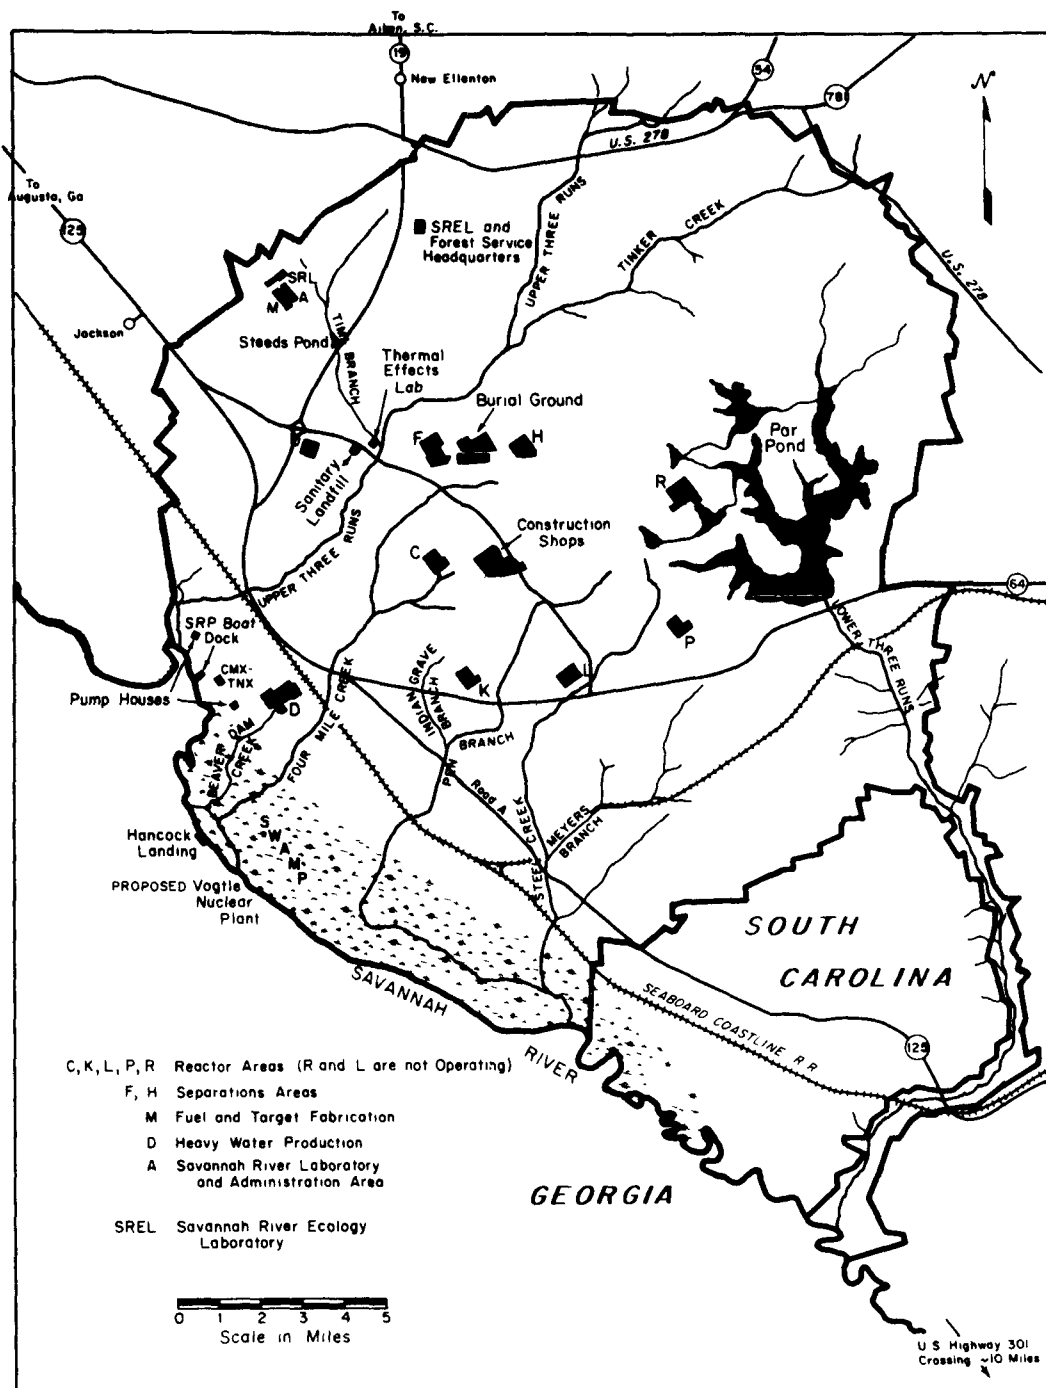 To
Aiken, S.C.
19
New Ellenton
54
781
N
U.S. 278
To
Augusta, Ga
125
SREL and
Forest Service
Headquarters
UPPER THREE RUNS
TINKER CREEK
U.S. 278
SRL
M
A
Jackson
Steeds Pond
TIMS BRANCH
Thermal
Effects
Lab
Burial Ground
F
H
Par
Pond
R
Sanitary
Landfill
UPPER THREE RUNS
Construction
Shops
C
64
SRP Boat
Dock
P
LOWER THREE RUNS
CMX-
TNX
Pump Houses
D
K
L
INDIAN GRAVE
BRANCH
FOUR MILE CREEK
BEAVER DAM
CREEK
PEN BRANCH
Road A
STEEL CREEK
MEYERS
BRANCH
Hancock
Landing
SWAMP
PROPOSED Vogtle
Nuclear
Plant
SOUTH
CAROLINA
SAVANNAH
RIVER
SEABOARD COASTLINE R R
125
GEORGIA
C, K, L, P, R Reactor Areas (R and L are not Operating)
F, H Separations Areas
M Fuel and Target Fabrication
D Heavy Water Production
A Savannah River Laboratory
and Administration Area
SREL Savannah River Ecology
Laboratory
0 1 2 3 4 5
Scale in Miles
U S Highway 301
Crossing ~10 Miles